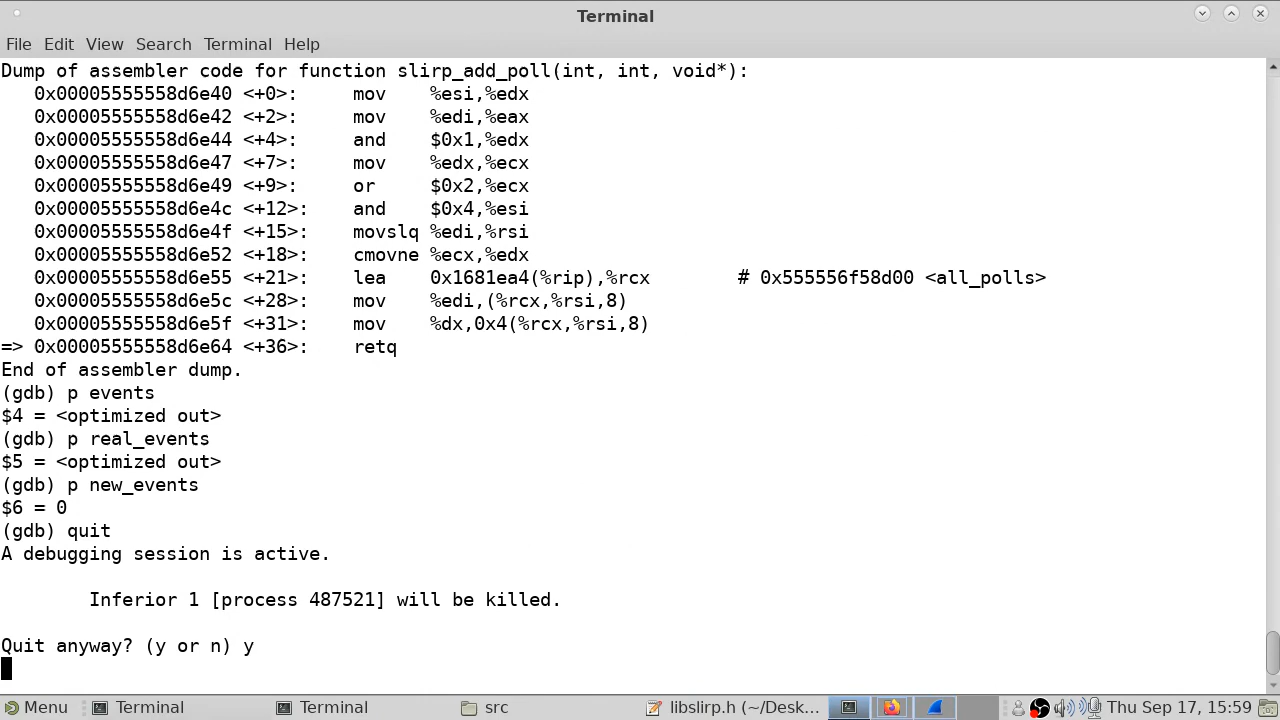 Terminal
File Edit View Search Terminal Help
Dump of assembler code for function slirp_add_poll(int, int, void*):
   0x00005555558d6e40 <+0>:     mov    %esi,%edx
   0x00005555558d6e42 <+2>:     mov    %edi,%eax
   0x00005555558d6e44 <+4>:     and    $0x1,%edx
   0x00005555558d6e47 <+7>:     mov    %edx,%ecx
   0x00005555558d6e49 <+9>:     or     $0x2,%ecx
   0x00005555558d6e4c <+12>:    and    $0x4,%esi
   0x00005555558d6e4f <+15>:    movslq %edi,%rsi
   0x00005555558d6e52 <+18>:    cmovne %ecx,%edx
   0x00005555558d6e55 <+21>:    lea    0x1681ea4(%rip),%rcx        # 0x555556f58d00 <all_polls>
   0x00005555558d6e5c <+28>:    mov    %edi,(%rcx,%rsi,8)
   0x00005555558d6e5f <+31>:    mov    %dx,0x4(%rcx,%rsi,8)
=> 0x00005555558d6e64 <+36>:    retq
End of assembler dump.
(gdb) p events
$4 = <optimized out>
(gdb) p real_events
$5 = <optimized out>
(gdb) p new_events
$6 = 0
(gdb) quit
A debugging session is active.
        Inferior 1 [process 487521] will be killed.
Quit anyway? (y or n) y
Menu Terminal Terminal src libslirp.h (~/Desk... Thu Sep 17, 15:59